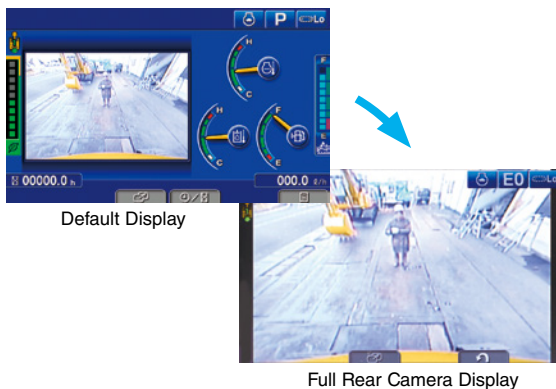 P Lo
H
H F F
C
C E E
00000.0 h 000.0 ℓ/h
Default Display
E0 Lo
Full Rear Camera Display